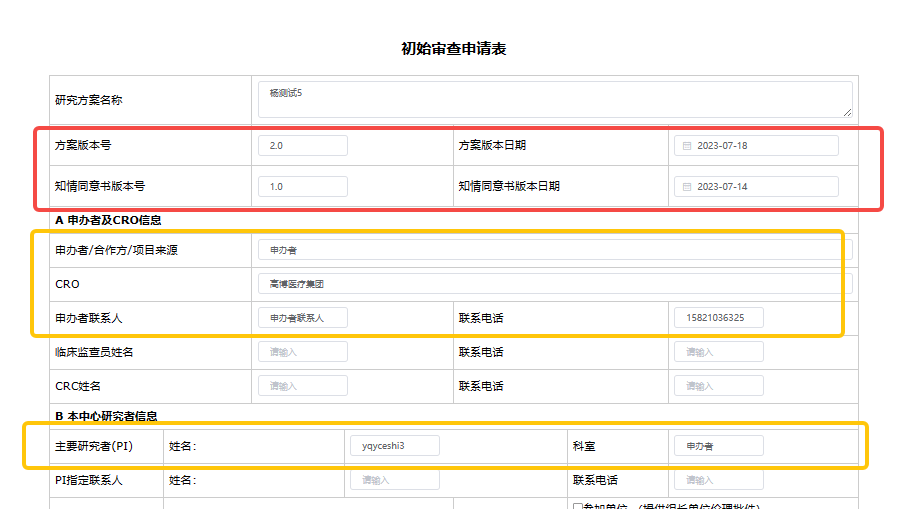 初始审查申请表
研究方案名称 杨测试5
方案版本号 2.0 方案版本日期 2023-07-18
知情同意书版本号 1.0 知情同意书版本日期 2023-07-14
A 申办者及CRO信息
申办者/合作方/项目来源 申办者
CRO 高博医疗集团
申办者联系人 申办者联系人 联系电话 15821036325
临床监查员姓名 请输入 联系电话 请输入
CRC姓名 请输入 联系电话 请输入
B 本中心研究者信息
主要研究者(PI) 姓名: yqyceshi3 科室 申办者
PI指定联系人 姓名: 请输入 联系电话 请输入
参加单位 (提供组长单位伦理批件)